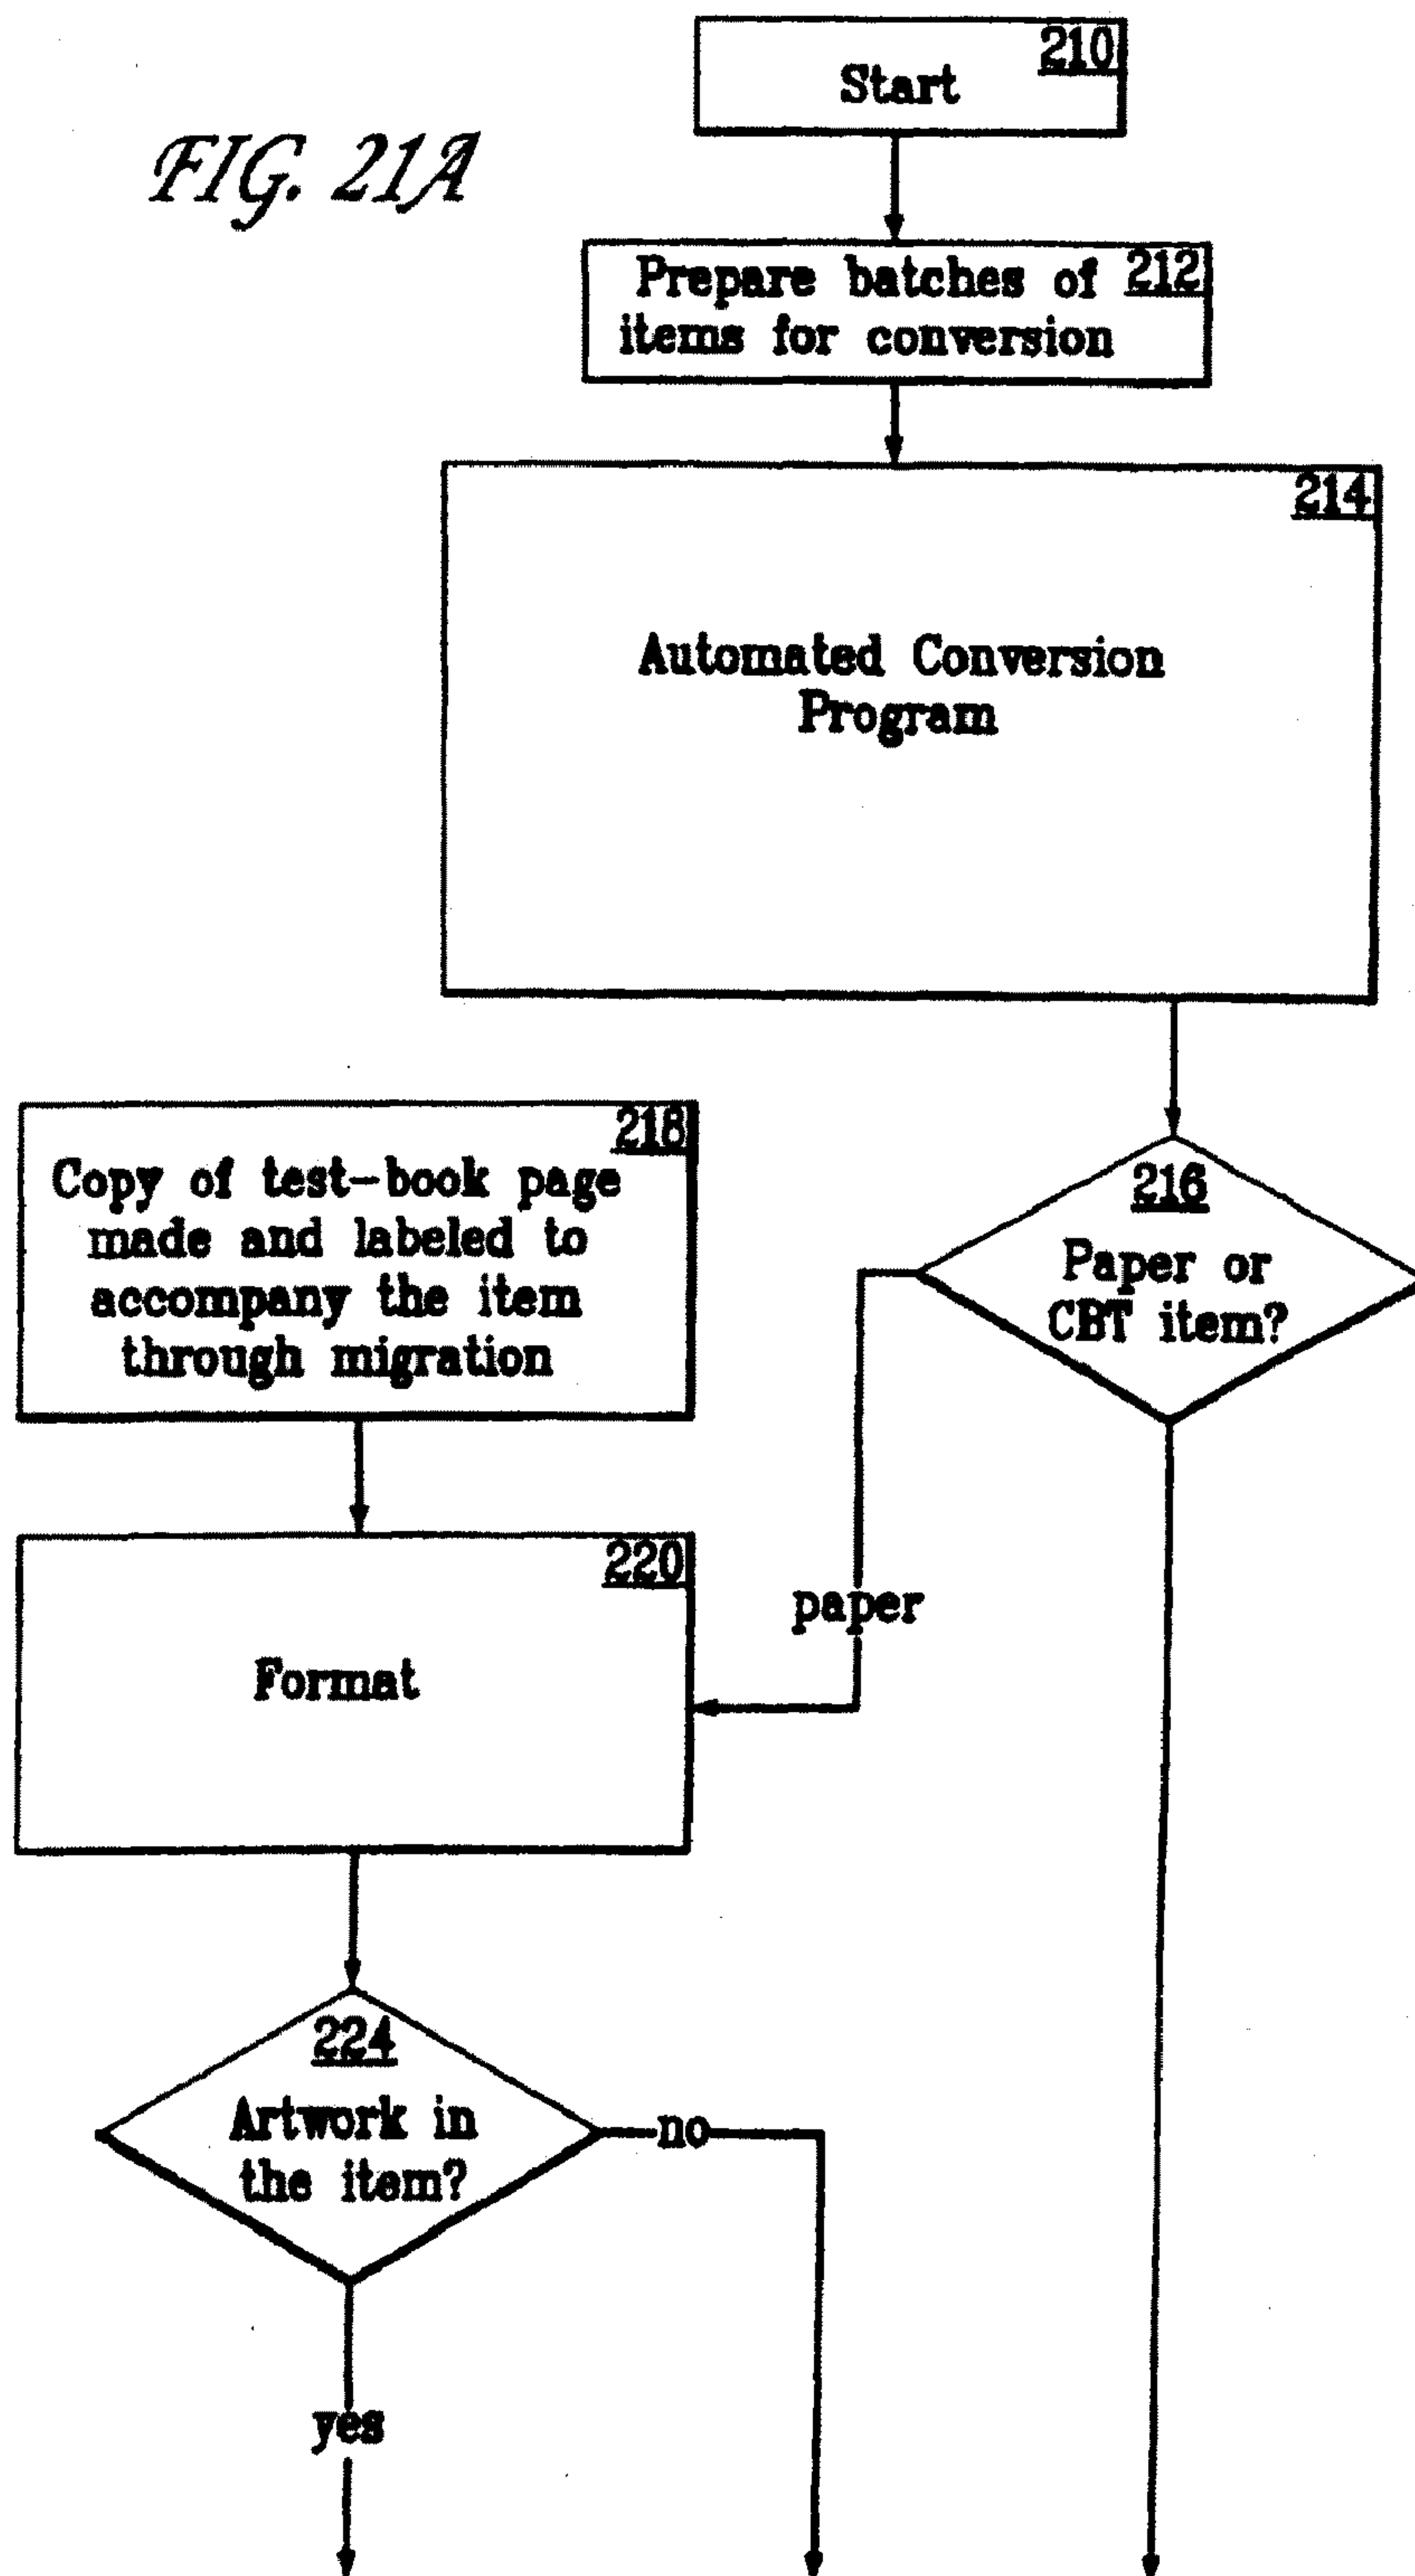 FIG. 21A
210
Start
212
Prepare batches of
items for conversion
214
Automated Conversion
Program
216
Paper or
CBT item?
218
Copy of test-book page
made and labeled to
accompany the item
through migration
paper
220
Format
224
Artwork in
the item?
no
yes